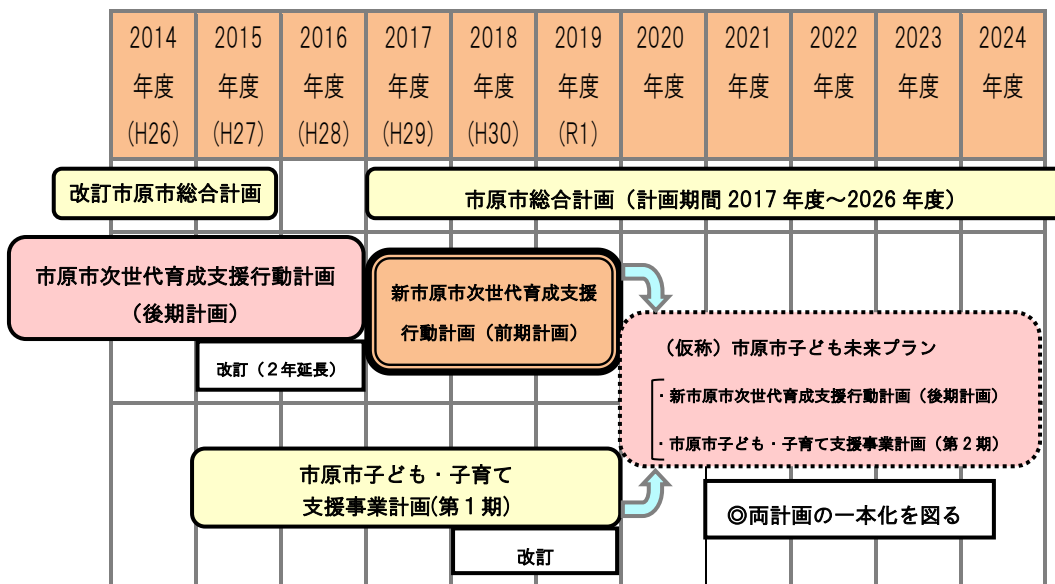 2014 2015 2016 2017 2018 2019 2020 2021 2022 2023 2024
年度 年度 年度 年度 年度 年度 年度 年度 年度 年度 年度
(H26) (H27) (H28) (H29) (H30) (R1)
改訂市原市総合計画
市原市総合計画（計画期間 2017 年度～2026 年度）
市原市次世代育成支援行動計画
（後期計画）
新市原市次世代育成支援
行動計画（前期計画）
改訂（２年延長）
（仮称）市原市子ども未来プラン
・新市原市次世代育成支援行動計画（後期計画）
・市原市子ども・子育て支援事業計画（第２期）
市原市子ども・子育て
支援事業計画(第１期)
◎両計画の一本化を図る
改訂